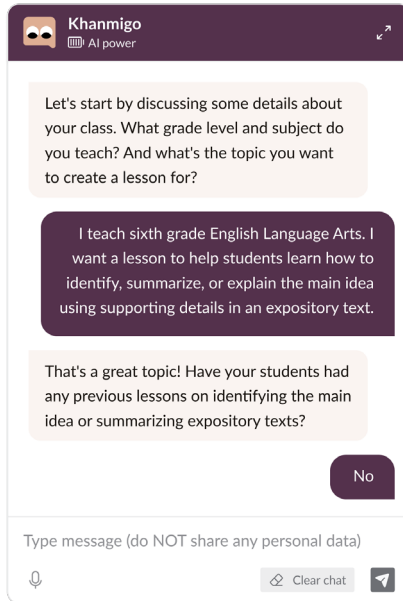 Khanmigo
AI power
Let's start by discussing some details about
your class. What grade level and subject do
you teach? And what's the topic you want
to create a lesson for?
I teach sixth grade English Language Arts. I
want a lesson to help students learn how to
identify, summarize, or explain the main idea
using supporting details in an expository text.
That's a great topic! Have your students had
any previous lessons on identifying the main
idea or summarizing expository texts?
No
Type message (do NOT share any personal data)
Clear chat